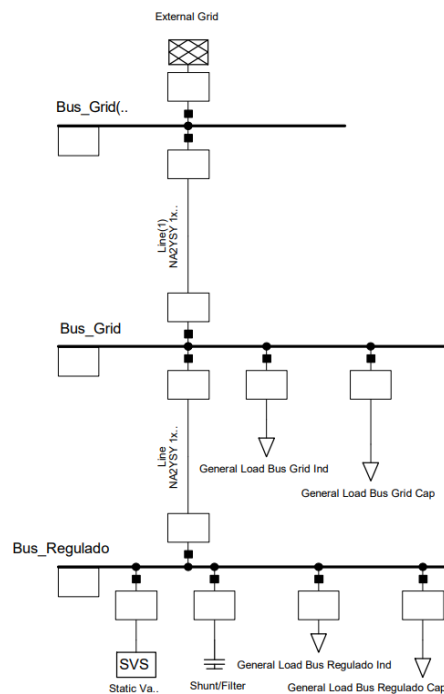 External Grid
Bus_Grid(..
Line(1)
NA2YSY 1x..
Bus_Grid
General Load Bus Grid Ind
General Load Bus Grid Cap
Line
NA2YSY 1x..
Bus_Regulado
SVS
Static Va..
Shunt/Filter
General Load Bus Regulado Ind
General Load Bus Regulado Cap